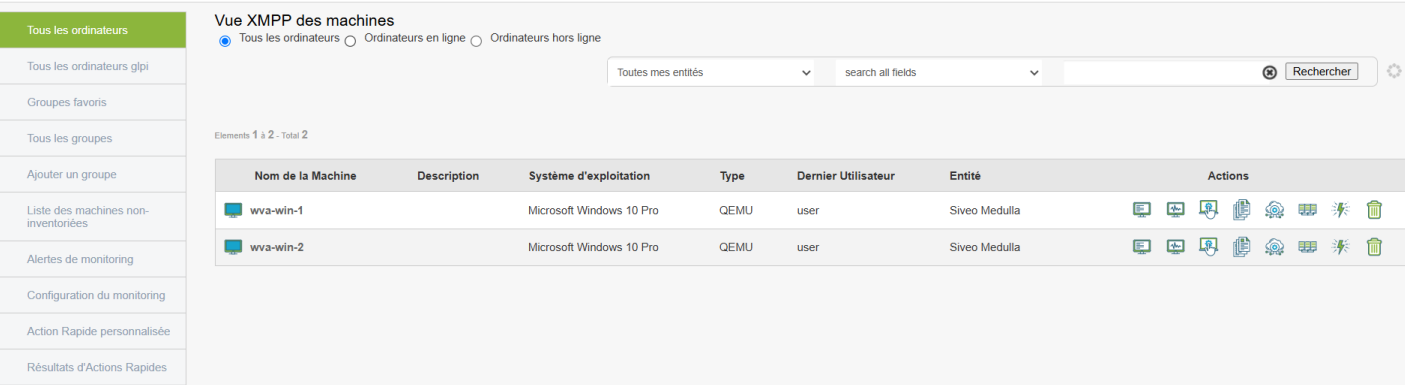 Tous les ordinateurs
Tous les ordinateurs glpi
Groupes favoris
Tous les groupes
Ajouter un groupe
Liste des machines non-
inventoriées
Alertes de monitoring
Configuration du monitoring
Action Rapide personnalisée
Résultats d'Actions Rapides
Vue XMPP des machines
Tous les ordinateurs Ordinateurs en ligne Ordinateurs hors ligne
Toutes mes entités search all fields Rechercher
Elements 1 à 2 - Total 2
Nom de la Machine Description Système d'exploitation Type Dernier Utilisateur Entité Actions
wva-win-1 Microsoft Windows 10 Pro QEMU user Siveo Medulla
wva-win-2 Microsoft Windows 10 Pro QEMU user Siveo Medulla